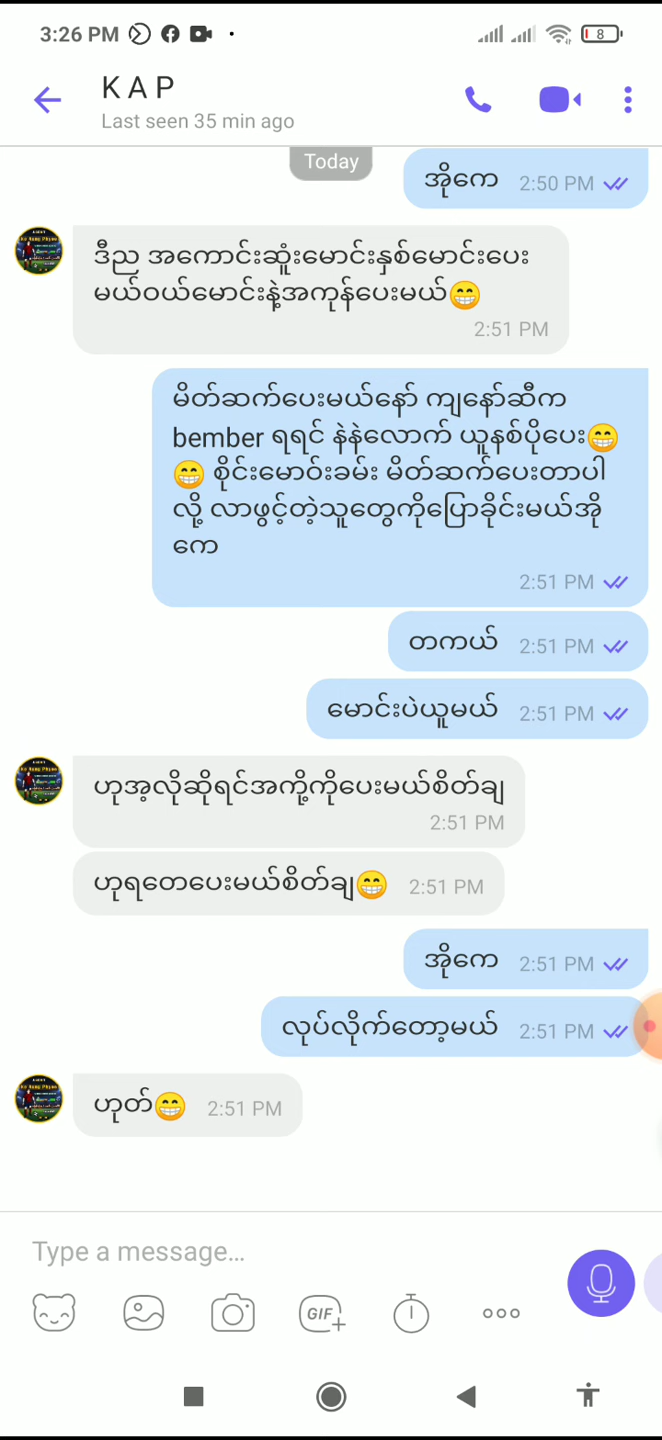 3:26 PM
8
K A P
Last seen 35 min ago
Today
အိုကေ 2:50 PM
ဒီည အကောင်းဆူံးမောင်းနှစ်မောင်းပေး
မယ်ဝယ်မောင်းနဲ့အကုန်ပေးမယ်😁
2:51 PM
မိတ်ဆက်ပေးမယ်နော် ကျနော်ဆီက
bember ရရင် နဲနဲလောက် ယူနစ်ပိုပေး😁
😁 စိုင်းမောဝ်းခမ်း မိတ်ဆက်ပေးတာပါ
လို့ လာဖွင့်တဲ့သူတွေကိုပြောခိုင်းမယ်အို
ကေ
2:51 PM
တကယ် 2:51 PM
မောင်းပဲယူမယ် 2:51 PM
ဟုအ့လိုဆိုရင်အကို့ကိုပေးမယ်စိတ်ချ
2:51 PM
ဟုရတေပေးမယ်စိတ်ချ😁 2:51 PM
အိုကေ 2:51 PM
လုပ်လိုက်တော့မယ် 2:51 PM
ဟုတ်😁 2:51 PM
Type a message...
GIF